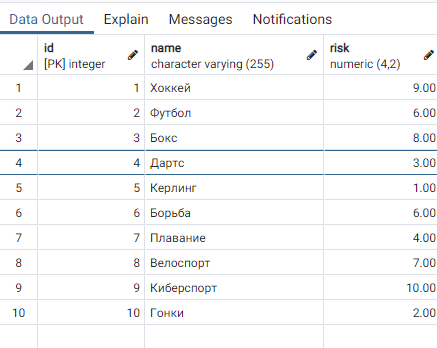 Data Output Explain Messages Notifications
id name risk
[PK] integer character varying (255) numeric (4,2)
1 1 Хоккей 9.00
2 2 Футбол 6.00
3 3 Бокс 8.00
4 4 Дартс 3.00
5 5 Керлинг 1.00
6 6 Борьба 6.00
7 7 Плавание 4.00
8 8 Велоспорт 7.00
9 9 Киберспорт 10.00
10 10 Гонки 2.00